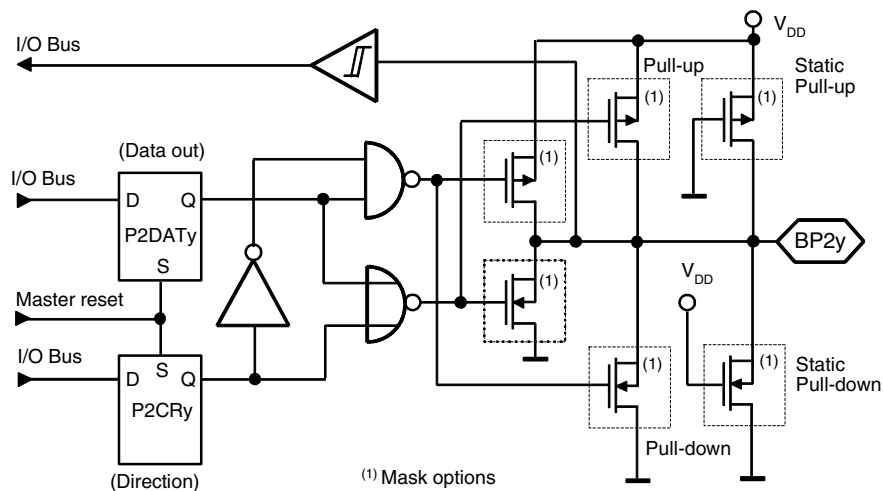 V_DD
I/O Bus
Pull-up
Static
Pull-up
(1)
(1)
(Data out)
(1)
I/O Bus
D
Q
P2DATy
S
BP2y
V_DD
(1)
Master reset
I/O Bus
S
D
Q
P2CRy
(1)
(1)
Static
Pull-down
Pull-down
(Direction)
(1) Mask options